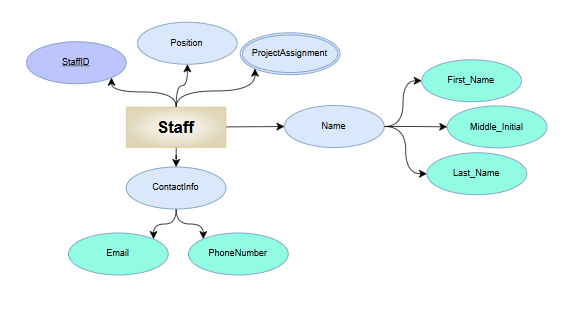 Position
ProjectAssignment
StaffID
First_Name
Staff
Name
Middle_Initial
Last_Name
ContactInfo
Email
PhoneNumber